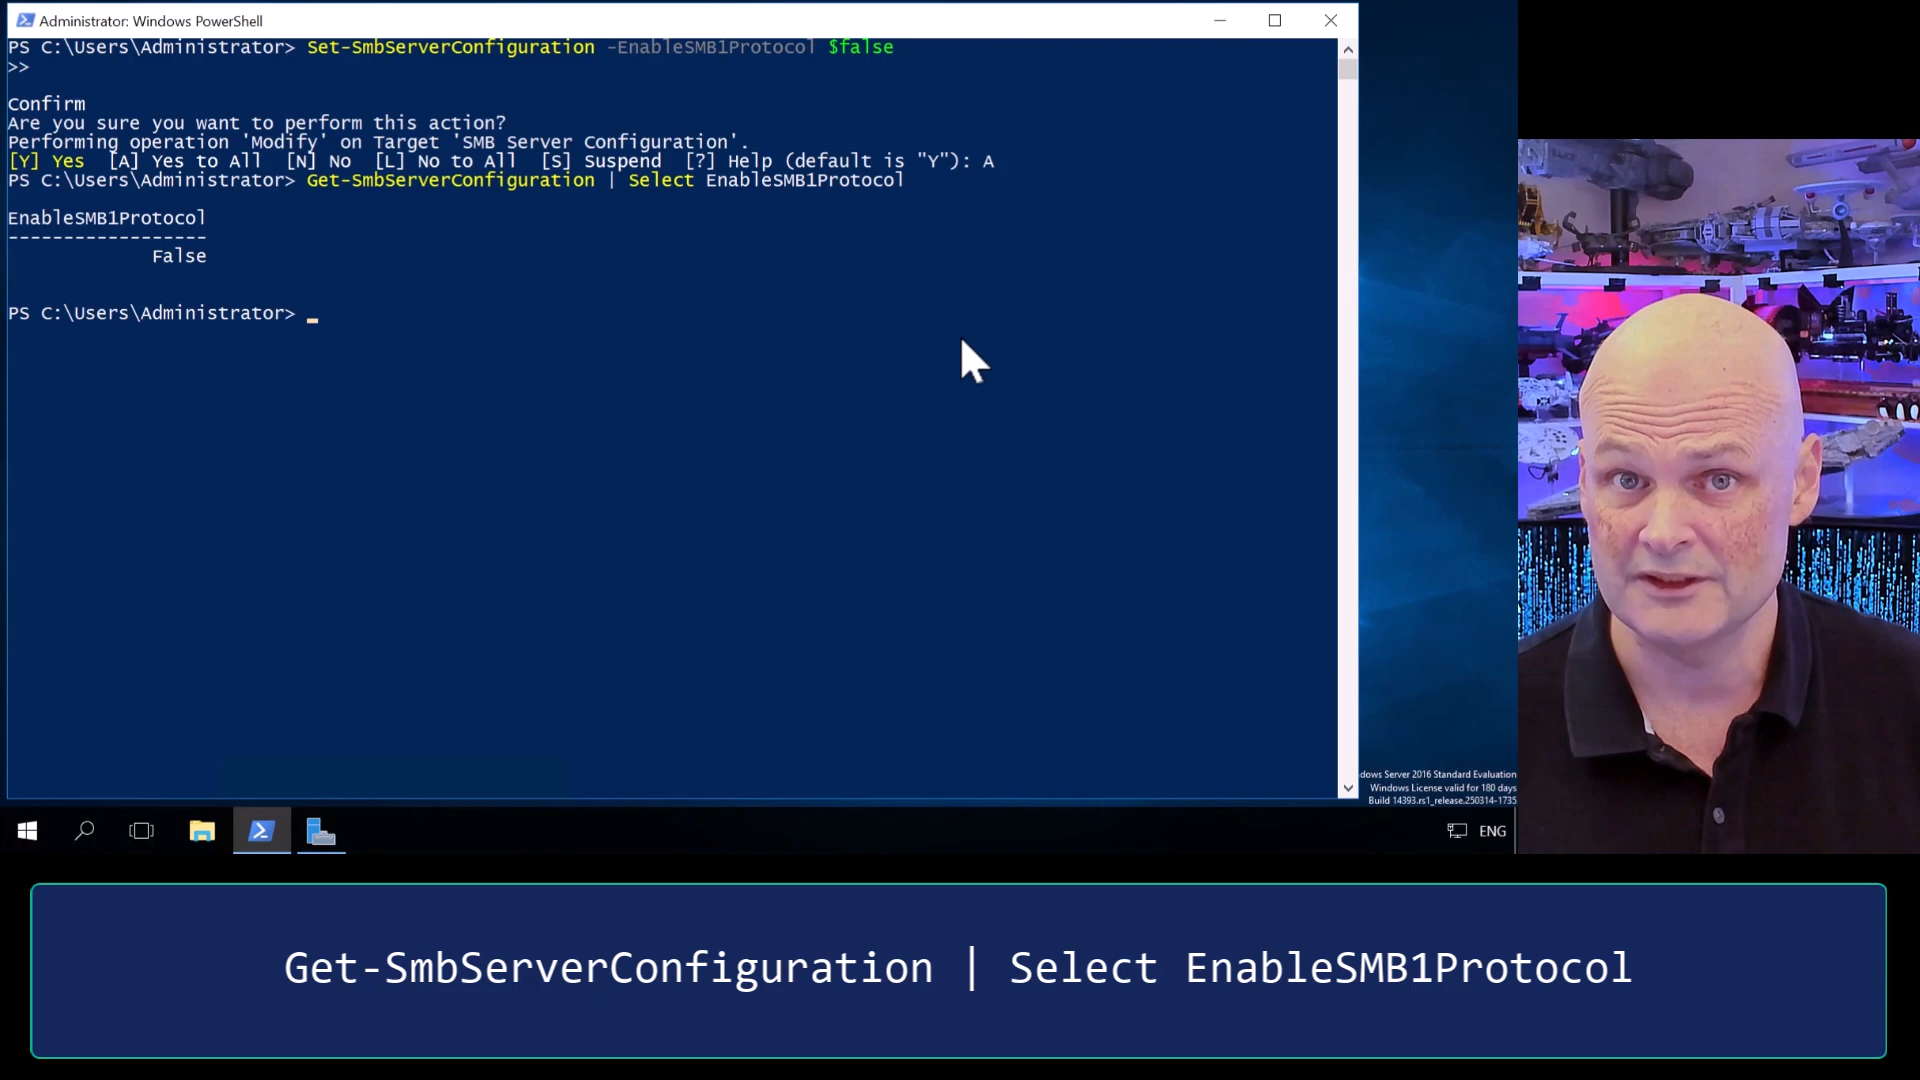 Administrator: Windows PowerShell
PS C:\Users\Administrator> Set-SmbServerConfiguration -EnableSMB1Protocol $false
>>
Confirm
Are you sure you want to perform this action?
Performing operation 'Modify' on Target 'SMB Server Configuration'.
[Y] Yes  [A] Yes to All  [N] No  [L] No to All  [S] Suspend  [?] Help (default is "Y"): A
PS C:\Users\Administrator> Get-SmbServerConfiguration | Select EnableSMB1Protocol
EnableSMB1Protocol
------------------
False
PS C:\Users\Administrator> _
dows Server 2016 Standard Evaluation
Windows License valid for 180 days
Build 14393.rs1_release.250314-1735
ENG
Get-SmbServerConfiguration | Select EnableSMB1Protocol